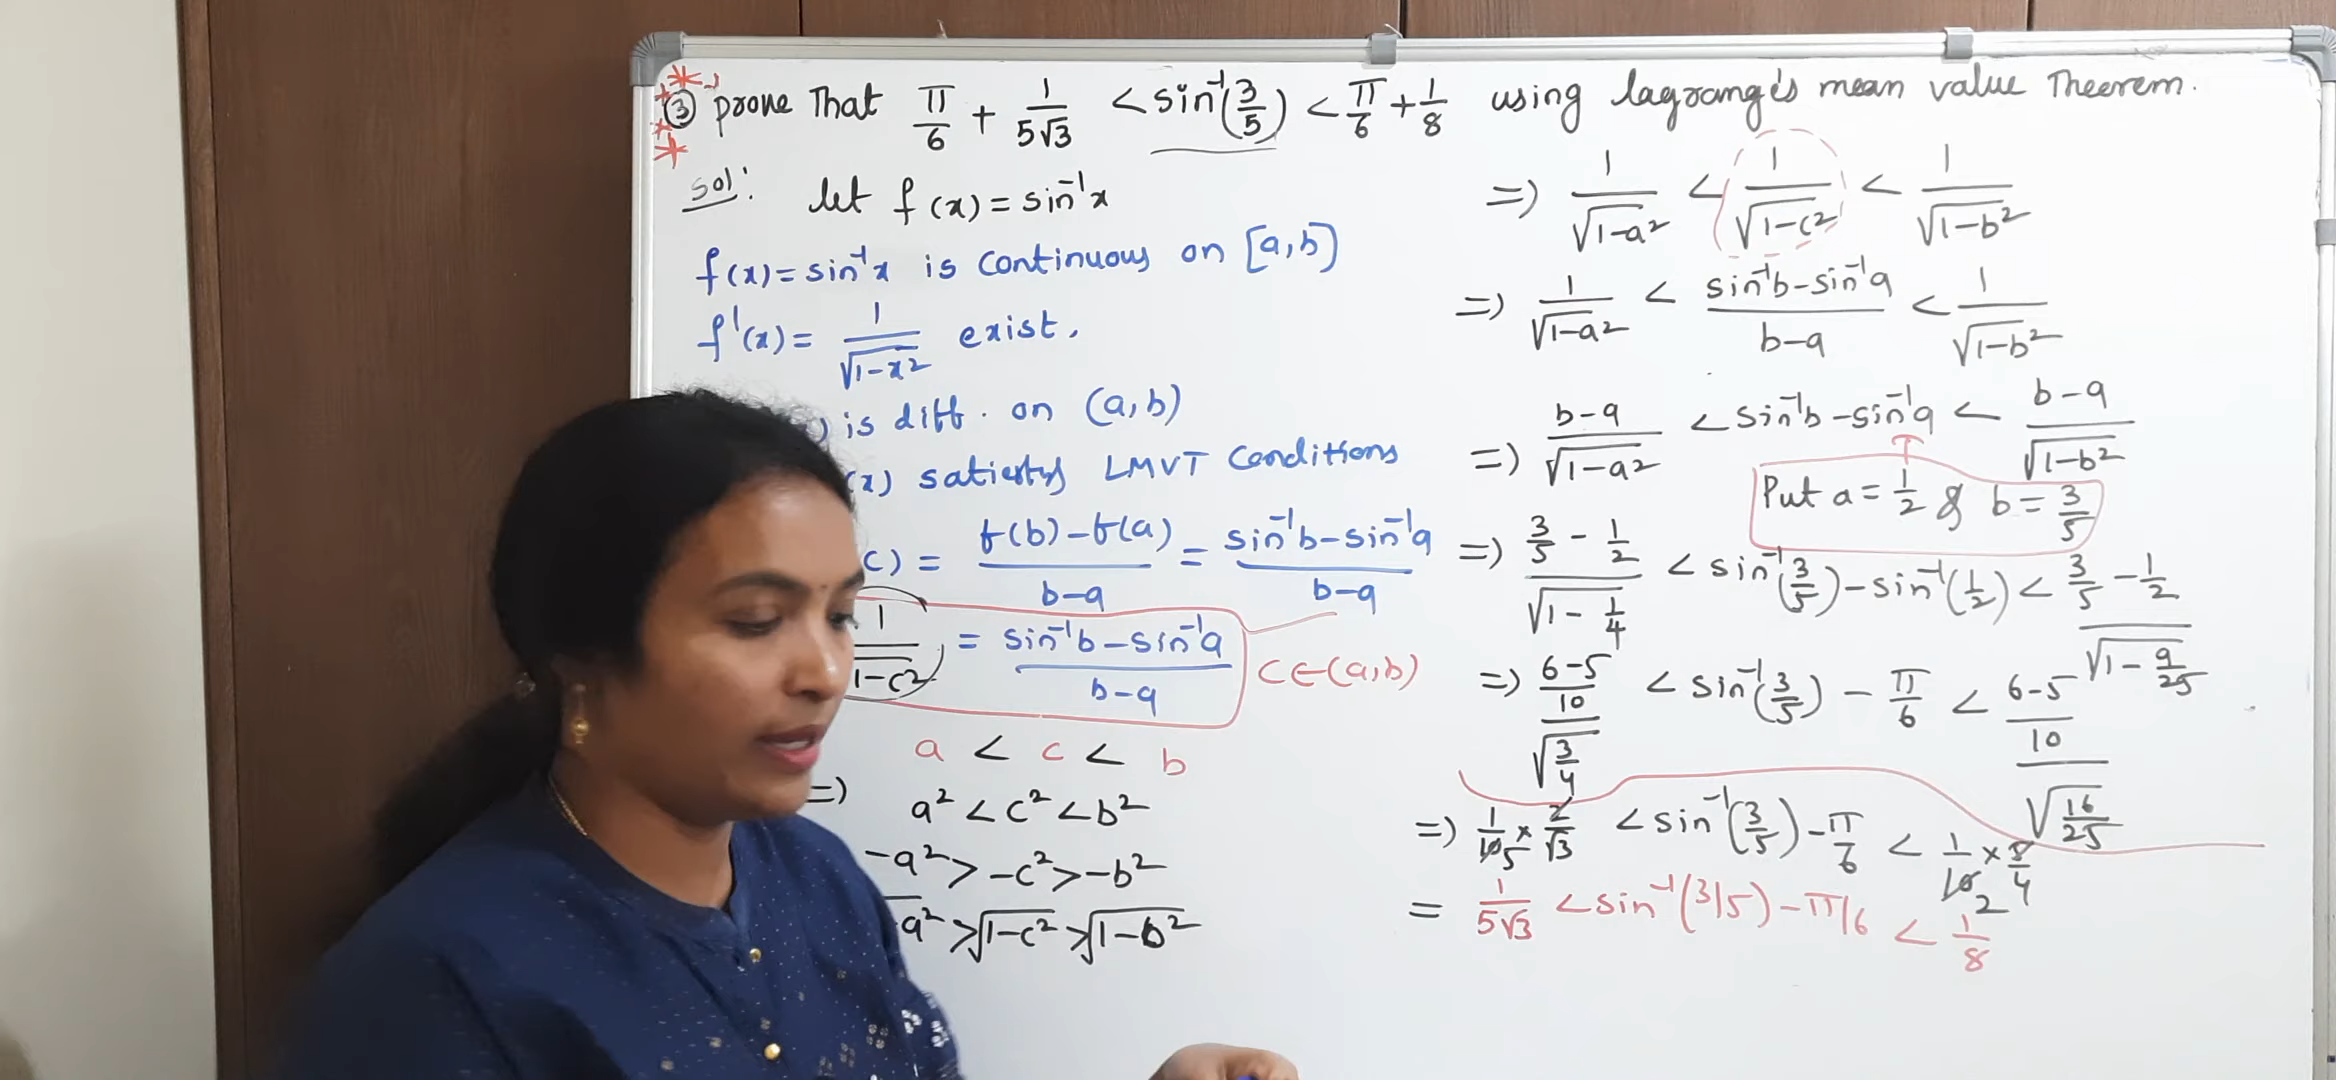 ③ prove That π/6 + 1/5√3 < sin⁻¹(3/5) < π/6 + 1/8 using lagrange's mean value Theorem.
Sol: let f(x) = sin⁻¹x
f(x) = sin⁻¹x is continuous on [a,b]
f'(x) = 1/√1-x² exist.
is diff. on (a,b)
(x) satisfys LMVT Conditions
c) = f(b)-f(a)/b-a = sin⁻¹b-sin⁻¹a/b-a
1/1-c² = sin⁻¹b-sin⁻¹a/b-a c∈(a,b)
a < c < b
=) a² < c² < b²
-a² > -c² > -b²
a² > √1-c² > √1-b²
=) 1/√1-a² < 1/√1-c² < 1/√1-b²
=) 1/√1-a² < sin⁻¹b-sin⁻¹a/b-a < 1/√1-b²
=) b-a/√1-a² < sin⁻¹b-sin⁻¹a < b-a/√1-b²
Put a = 1/2 & b = 3/5
=) 3/5 - 1/2/√1-1/4 < sin⁻¹(3/5)-sin⁻¹(1/2) < 3/5 - 1/2/√1-9/25
=) 6-5/10/√3/4 < sin⁻¹(3/5) - π/6 < 6-5/10/√16/25
=) 1/10 5 × 2/√3 < sin⁻¹(3/5) - π/6 < 1/10 2 × 5/4
= 1/5√3 < sin⁻¹(3/5) - π/6 < 1/8